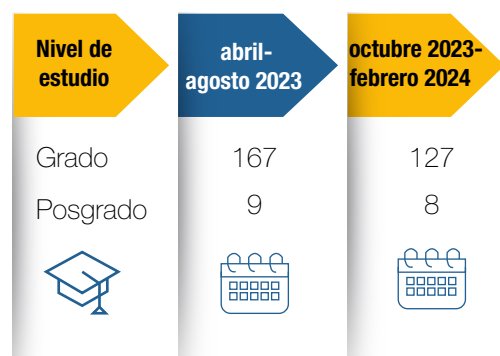 Nivel de
estudio
abril-
agosto 2023
octubre 2023-
febrero 2024
Grado 167 127
Posgrado 9 8